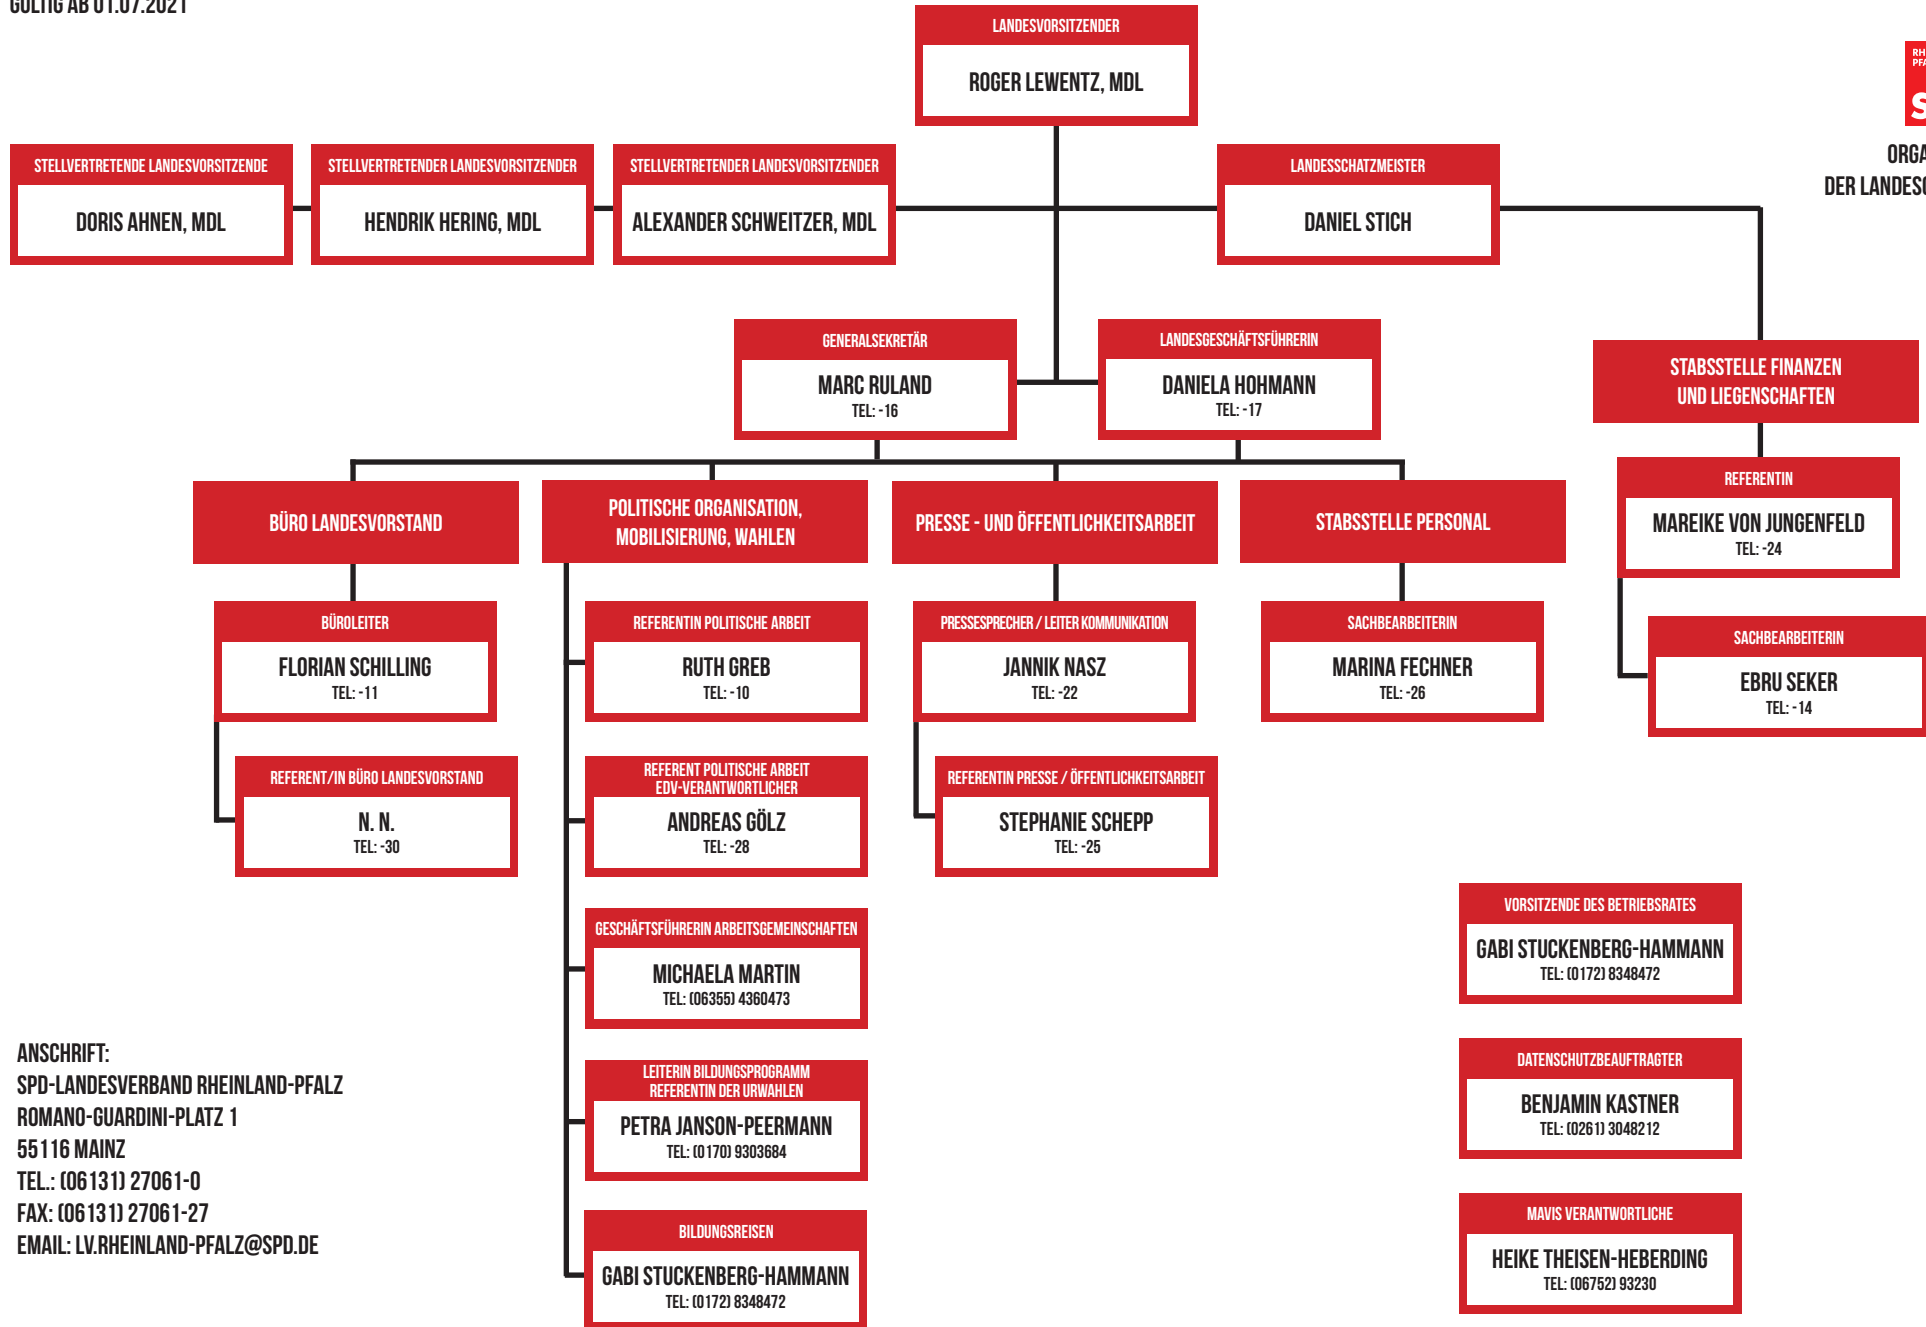 GÜLTIG AB 01.07.2021
LANDESVORSITZENDER
ROGER LEWENTZ, MDL
STELLVERTRETENDE LANDESVORSITZENDE
DORIS AHNEN, MDL
STELLVERTRETENDER LANDESVORSITZENDER
HENDRIK HERING, MDL
STELLVERTRETENDER LANDESVORSITZENDER
ALEXANDER SCHWEITZER, MDL
LANDESSCHATZMEISTER
DANIEL STICH
GENERALSEKRETÄR
MARC RULAND
TEL: -16
LANDESGESCHÄFTSFÜHRERIN
DANIELA HOHMANN
TEL: -17
STABSSTELLE FINANZEN
UND LIEGENSCHAFTEN
REFERENTIN
MAREIKE VON JUNGENFELD
TEL: -24
SACHBEARBEITERIN
EBRU SEKER
TEL: -14
BÜRO LANDESVORSTAND
BÜROLEITER
FLORIAN SCHILLING
TEL: -11
REFERENT/IN BÜRO LANDESVORSTAND
N. N.
TEL: -30
POLITISCHE ORGANISATION,
MOBILISIERUNG, WAHLEN
REFERENTIN POLITISCHE ARBEIT
RUTH GREB
TEL: -10
REFERENT POLITISCHE ARBEIT
EDV-VERANTWORTLICHER
ANDREAS GÖLZ
TEL: -28
GESCHÄFTSFÜHRERIN ARBEITSGEMEINSCHAFTEN
MICHAELA MARTIN
TEL: (06355) 4360473
LEITERIN BILDUNGSPROGRAMM
REFERENTIN DER URWAHLEN
PETRA JANSON-PEERMANN
TEL: (0170) 9303684
BILDUNGSREISEN
GABI STUCKENBERG-HAMMANN
TEL: (0172) 8348472
PRESSE - UND ÖFFENTLICHKEITSARBEIT
PRESSESPRECHER / LEITER KOMMUNIKATION
JANNIK NASZ
TEL: -22
REFERENTIN PRESSE / ÖFFENTLICHKEITSARBEIT
STEPHANIE SCHEPP
TEL: -25
STABSSTELLE PERSONAL
SACHBEARBEITERIN
MARINA FECHNER
TEL: -26
VORSITZENDE DES BETRIEBSRATES
GABI STUCKENBERG-HAMMANN
TEL: (0172) 8348472
DATENSCHUTZBEAUFTRAGTER
BENJAMIN KASTNER
TEL: (0261) 3048212
MAVIS VERANTWORTLICHE
HEIKE THEISEN-HEBERDING
TEL: (06752) 93230
ANSCHRIFT:
SPD-LANDESVERBAND RHEINLAND-PFALZ
ROMANO-GUARDINI-PLATZ 1
55116 MAINZ
TEL.: (06131) 27061-0
FAX: (06131) 27061-27
EMAIL: LV.RHEINLAND-PFALZ@SPD.DE
DER